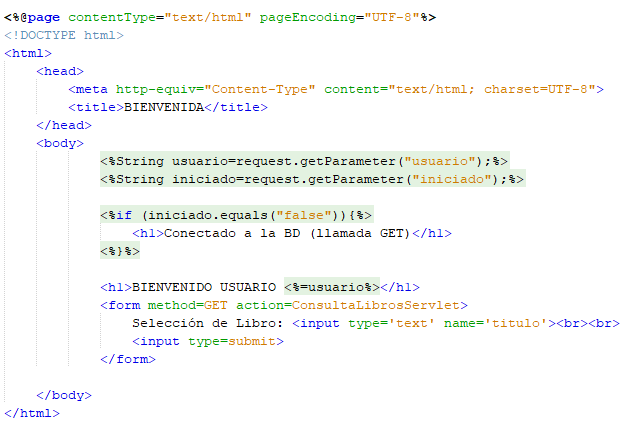 <%@page contentType="text/html" pageEncoding="UTF-8"%>
<!DOCTYPE html>
<html>
    <head>
        <meta http-equiv="Content-Type" content="text/html; charset=UTF-8">
        <title>BIENVENIDA</title>
    </head>
    <body>
            <%String usuario=request.getParameter("usuario");%>
            <%String iniciado=request.getParameter("iniciado");%>

            <%if (iniciado.equals("false")){%>
                <h1>Conectado a la BD (llamada GET)</h1>
            <%}%>

            <h1>BIENVENIDO USUARIO <%=usuario%></h1>
            <form method=GET action=ConsultaLibrosServlet>
                Selección de Libro: <input type='text' name='titulo'><br><br>
                <input type=submit>
            </form>

    </body>
</html>